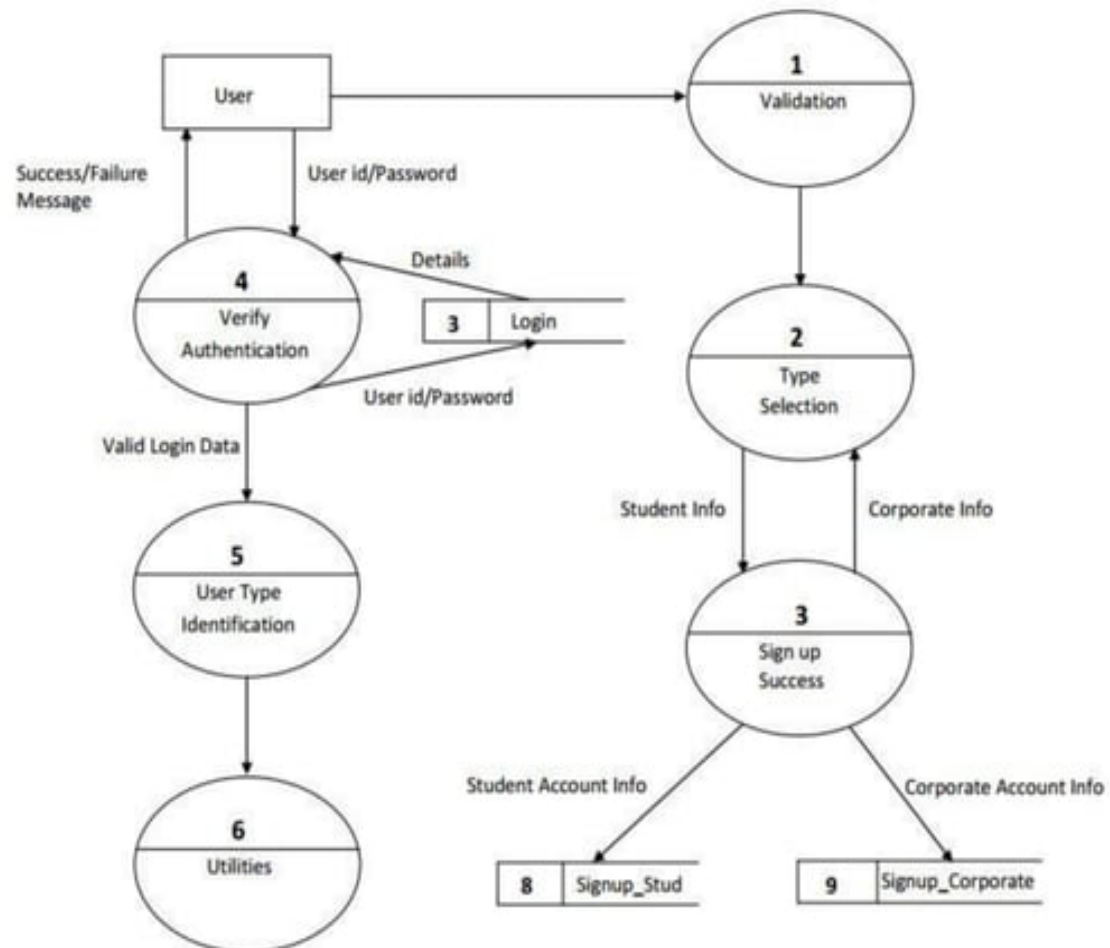 1
User
Validation
Success/Failure
Message
User id/Password
Details
4
Verify
Authentication
3
Login
2
Type
Selection
User id/Password
Valid Login Data
Student Info
Corporate Info
5
User Type
Identification
3
Sign up
Success
Student Account Info
Corporate Account Info
6
Utilities
8
Signup_Stud
9
Signup_Corporate